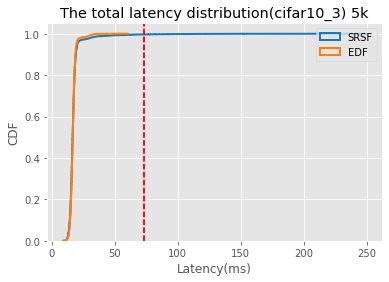 The total latency distribution(cifar10_3) 5k
1.0
0.8
0.6
0.4
0.2
0.0
CDF
SRSF
EDF
0 50 100 150 200 250
Latency(ms)